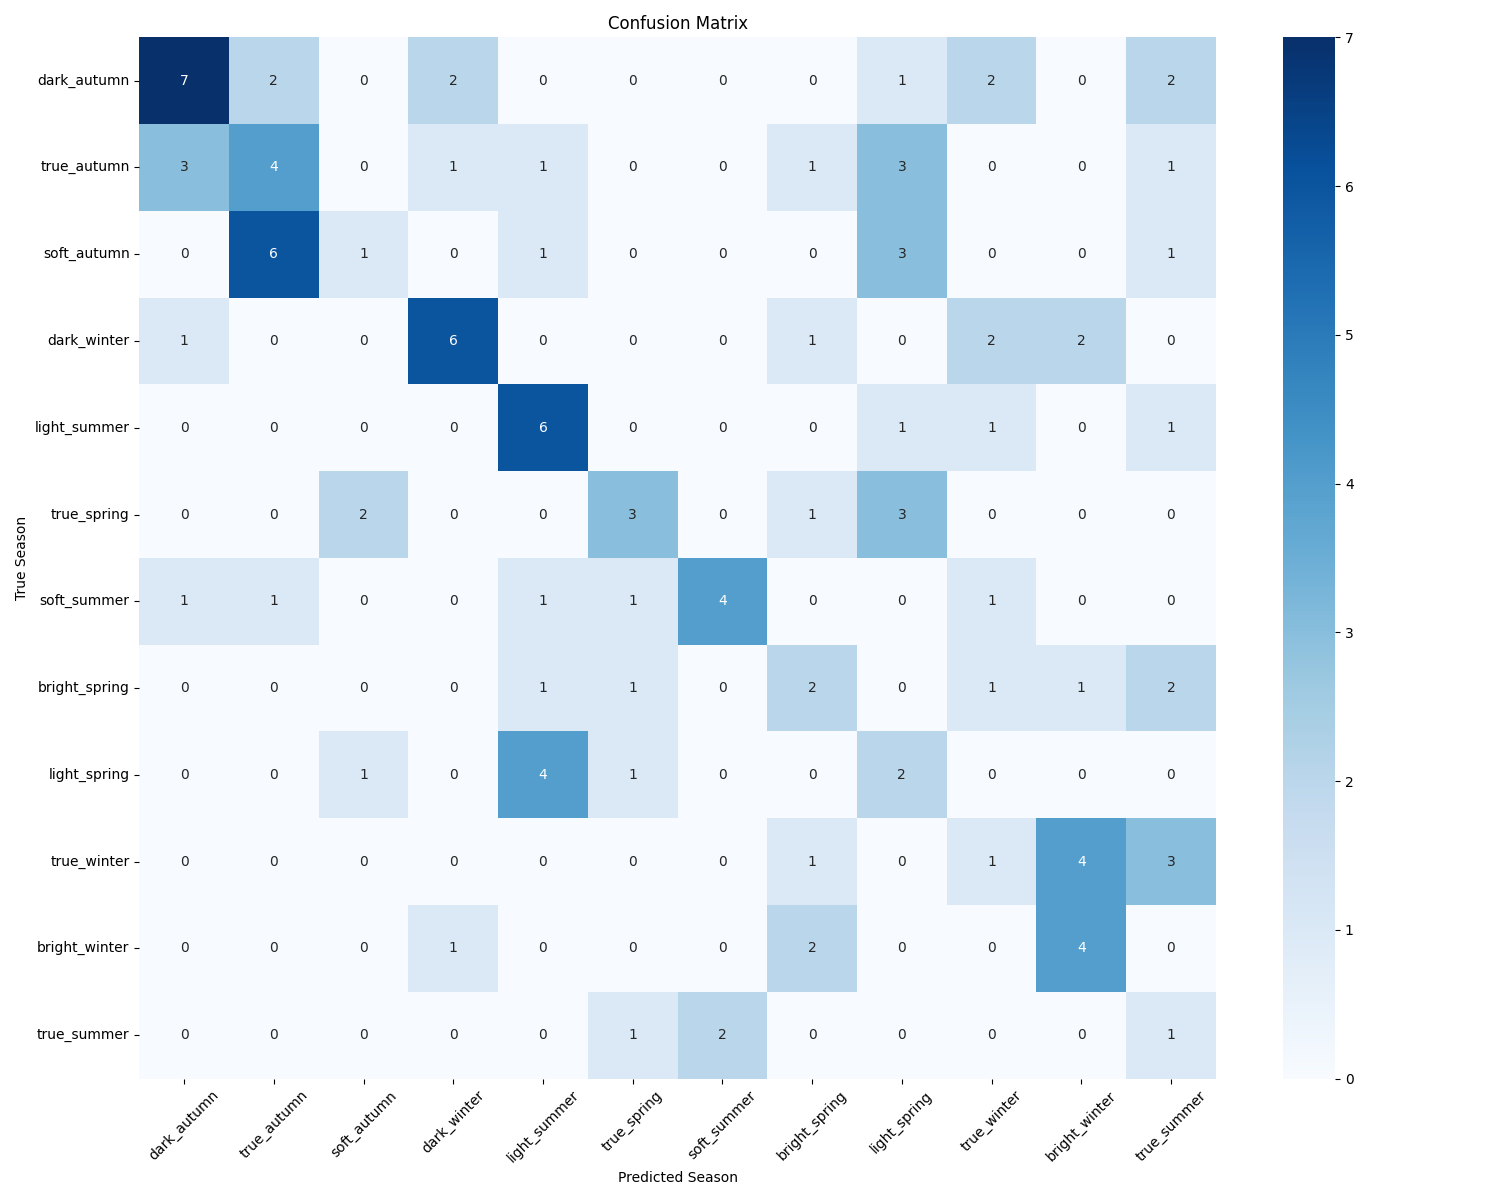 Confusion Matrix
True Season
dark_autumn 7 2 0 2 0 0 0 0 1 2 0 2
true_autumn 3 4 0 1 1 0 0 1 3 0 0 1
soft_autumn 0 6 1 0 1 0 0 0 3 0 0 1
dark_winter 1 0 0 6 0 0 0 1 0 2 2 0
light_summer 0 0 0 0 6 0 0 0 1 1 0 1
true_spring 0 0 2 0 0 3 0 1 3 0 0 0
soft_summer 1 1 0 0 1 1 4 0 0 1 0 0
bright_spring 0 0 0 0 1 1 0 2 0 1 1 2
light_spring 0 0 1 0 4 1 0 0 2 0 0 0
true_winter 0 0 0 0 0 0 0 1 0 1 4 3
bright_winter 0 0 0 1 0 0 0 2 0 0 4 0
true_summer 0 0 0 0 0 1 2 0 0 0 0 1
dark_autumn true_autumn soft_autumn dark_winter light_summer true_spring soft_summer bright_spring light_spring true_winter bright_winter true_summer
Predicted Season
7
6
5
4
3
2
1
0